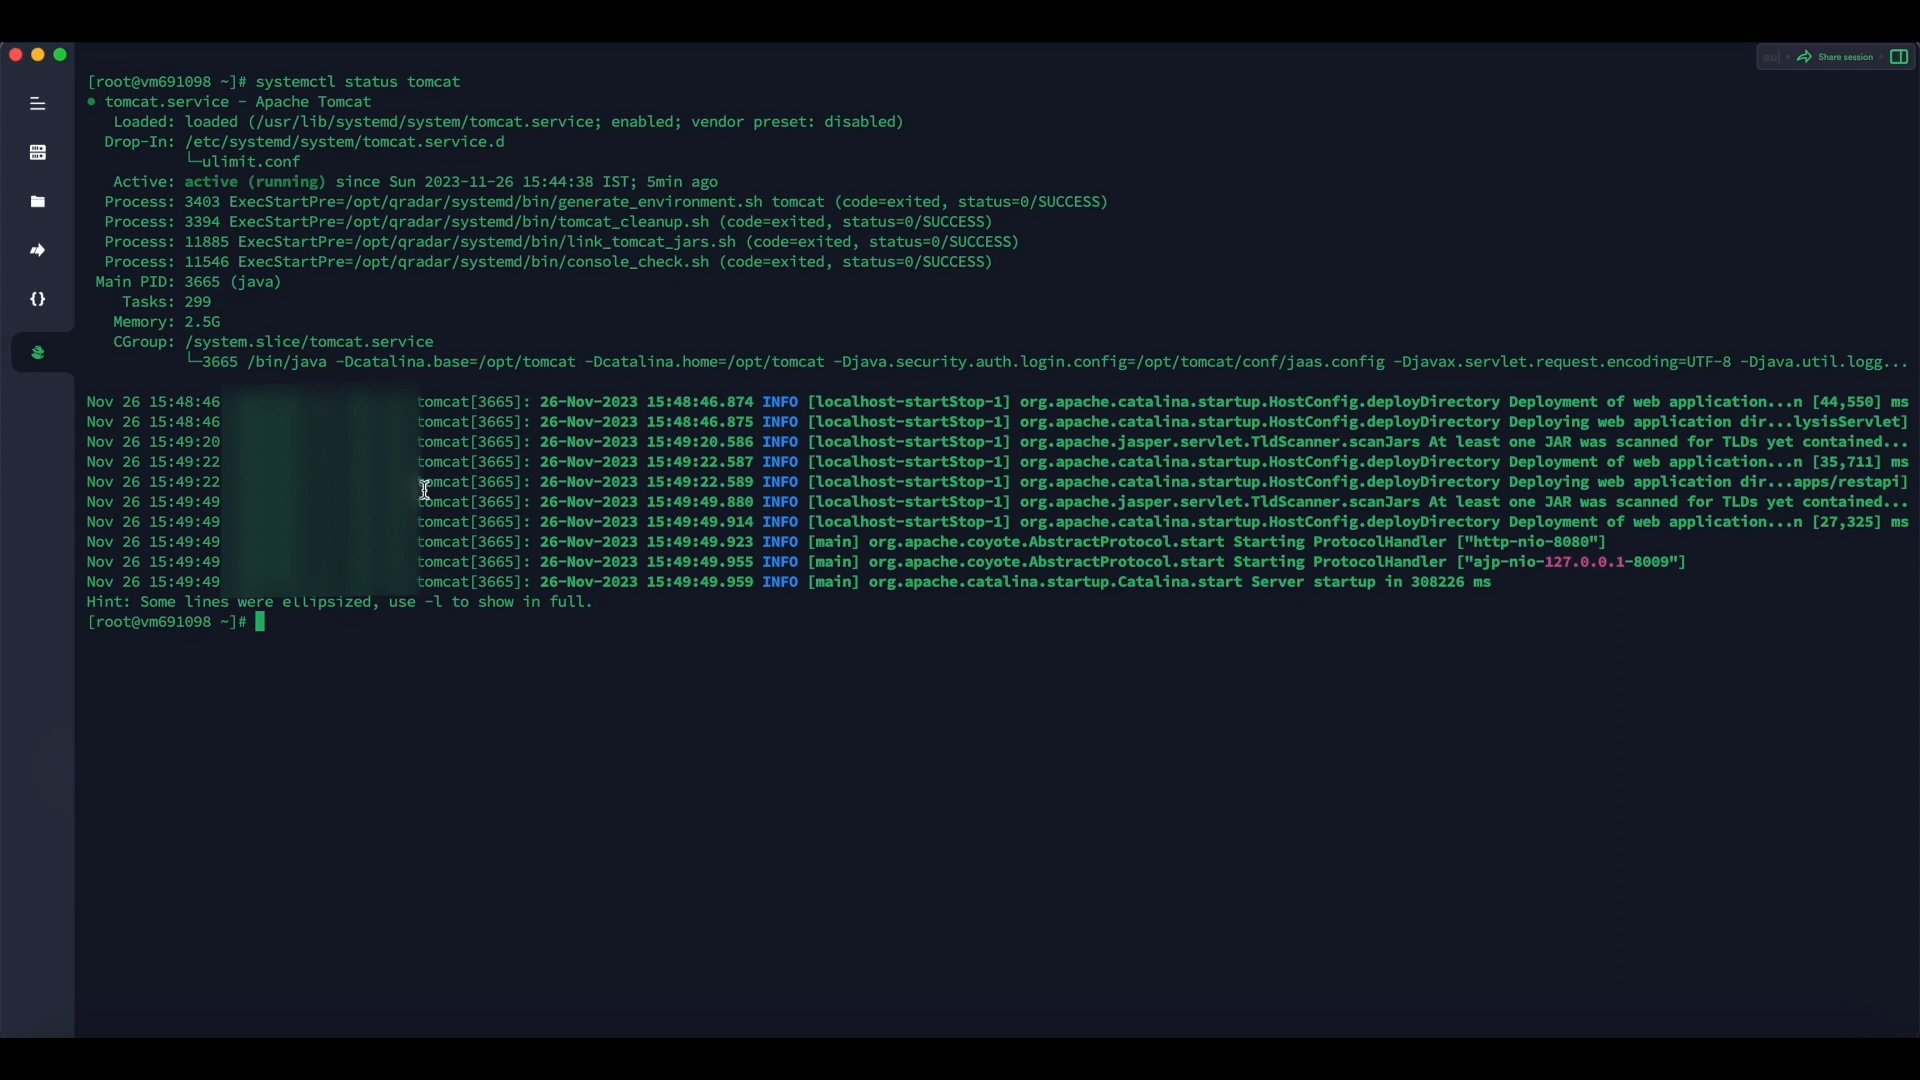 Share session
[root@vm691098 ~]# systemctl status tomcat
● tomcat.service - Apache Tomcat
Loaded: loaded (/usr/lib/systemd/system/tomcat.service; enabled; vendor preset: disabled)
Drop-In: /etc/systemd/system/tomcat.service.d
└─ulimit.conf
Active: active (running) since Sun 2023-11-26 15:44:38 IST; 5min ago
Process: 3403 ExecStartPre=/opt/qradar/systemd/bin/generate_environment.sh tomcat (code=exited, status=0/SUCCESS)
Process: 3394 ExecStartPre=/opt/qradar/systemd/bin/tomcat_cleanup.sh (code=exited, status=0/SUCCESS)
Process: 11885 ExecStartPre=/opt/qradar/systemd/bin/link_tomcat_jars.sh (code=exited, status=0/SUCCESS)
Process: 11546 ExecStartPre=/opt/qradar/systemd/bin/console_check.sh (code=exited, status=0/SUCCESS)
Main PID: 3665 (java)
Tasks: 299
Memory: 2.5G
CGroup: /system.slice/tomcat.service
└─3665 /bin/java -Dcatalina.base=/opt/tomcat -Dcatalina.home=/opt/tomcat -Djava.security.auth.login.config=/opt/tomcat/conf/jaas.config -Djavax.servlet.request.encoding=UTF-8 -Djava.util.logg...
Nov 26 15:48:46 tomcat[3665]: 26-Nov-2023 15:48:46.874 INFO [localhost-startStop-1] org.apache.catalina.startup.HostConfig.deployDirectory Deployment of web application...n [44,550] ms
Nov 26 15:48:46 tomcat[3665]: 26-Nov-2023 15:48:46.875 INFO [localhost-startStop-1] org.apache.catalina.startup.HostConfig.deployDirectory Deploying web application dir...lysisServlet]
Nov 26 15:49:20 tomcat[3665]: 26-Nov-2023 15:49:20.586 INFO [localhost-startStop-1] org.apache.jasper.servlet.TldScanner.scanJars At least one JAR was scanned for TLDs yet contained...
Nov 26 15:49:22 tomcat[3665]: 26-Nov-2023 15:49:22.587 INFO [localhost-startStop-1] org.apache.catalina.startup.HostConfig.deployDirectory Deployment of web application...n [35,711] ms
Nov 26 15:49:22 tomcat[3665]: 26-Nov-2023 15:49:22.589 INFO [localhost-startStop-1] org.apache.catalina.startup.HostConfig.deployDirectory Deploying web application dir...apps/restapi]
Nov 26 15:49:49 tomcat[3665]: 26-Nov-2023 15:49:49.880 INFO [localhost-startStop-1] org.apache.jasper.servlet.TldScanner.scanJars At least one JAR was scanned for TLDs yet contained...
Nov 26 15:49:49 tomcat[3665]: 26-Nov-2023 15:49:49.914 INFO [localhost-startStop-1] org.apache.catalina.startup.HostConfig.deployDirectory Deployment of web application...n [27,325] ms
Nov 26 15:49:49 tomcat[3665]: 26-Nov-2023 15:49:49.923 INFO [main] org.apache.coyote.AbstractProtocol.start Starting ProtocolHandler ["http-nio-8080"]
Nov 26 15:49:49 tomcat[3665]: 26-Nov-2023 15:49:49.955 INFO [main] org.apache.coyote.AbstractProtocol.start Starting ProtocolHandler ["ajp-nio-127.0.0.1-8009"]
Nov 26 15:49:49 tomcat[3665]: 26-Nov-2023 15:49:49.959 INFO [main] org.apache.catalina.startup.Catalina.start Server startup in 308226 ms
Hint: Some lines were ellipsized, use -l to show in full.
[root@vm691098 ~]#